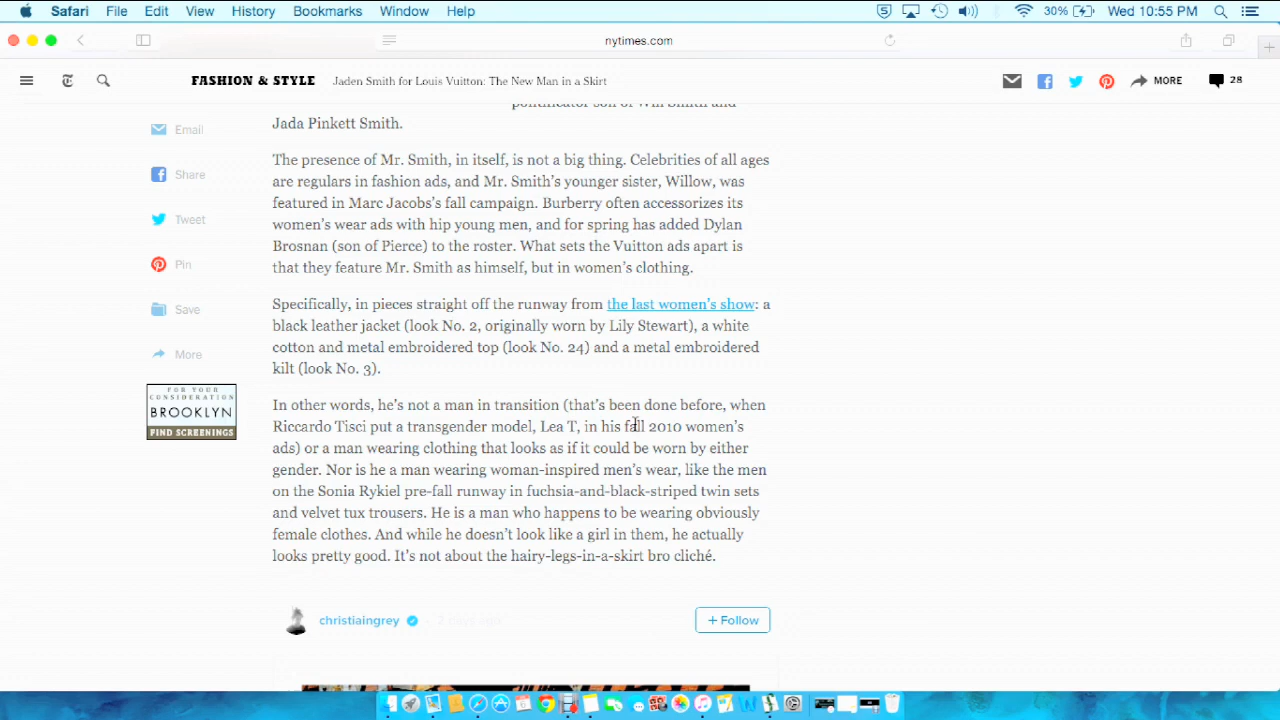 Safari File Edit View History Bookmarks Window Help 30% Wed 10:55 PM
nytimes.com
FASHION & STYLE Jaden Smith for Louis Vuitton: The New Man in a Skirt MORE 28
pontificator son of Will Smith and
Jada Pinkett Smith.
The presence of Mr. Smith, in itself, is not a big thing. Celebrities of all ages
are regulars in fashion ads, and Mr. Smith's younger sister, Willow, was
featured in Marc Jacobs's fall campaign. Burberry often accessorizes its
women's wear ads with hip young men, and for spring has added Dylan
Brosnan (son of Pierce) to the roster. What sets the Vuitton ads apart is
that they feature Mr. Smith as himself, but in women's clothing.
Specifically, in pieces straight off the runway from the last women's show: a
black leather jacket (look No. 2, originally worn by Lily Stewart), a white
cotton and metal embroidered top (look No. 24) and a metal embroidered
kilt (look No. 3).
In other words, he's not a man in transition (that's been done before, when
Riccardo Tisci put a transgender model, Lea T, in his fall 2010 women's
ads) or a man wearing clothing that looks as if it could be worn by either
gender. Nor is he a man wearing woman-inspired men's wear, like the men
on the Sonia Rykiel pre-fall runway in fuchsia-and-black-striped twin sets
and velvet tux trousers. He is a man who happens to be wearing obviously
female clothes. And while he doesn't look like a girl in them, he actually
looks pretty good. It's not about the hairy-legs-in-a-skirt bro cliché.
Email
Share
Tweet
Pin
Save
More
FOR YOUR
CONSIDERATION
BROOKLYN
FIND SCREENINGS
christiaingrey + Follow